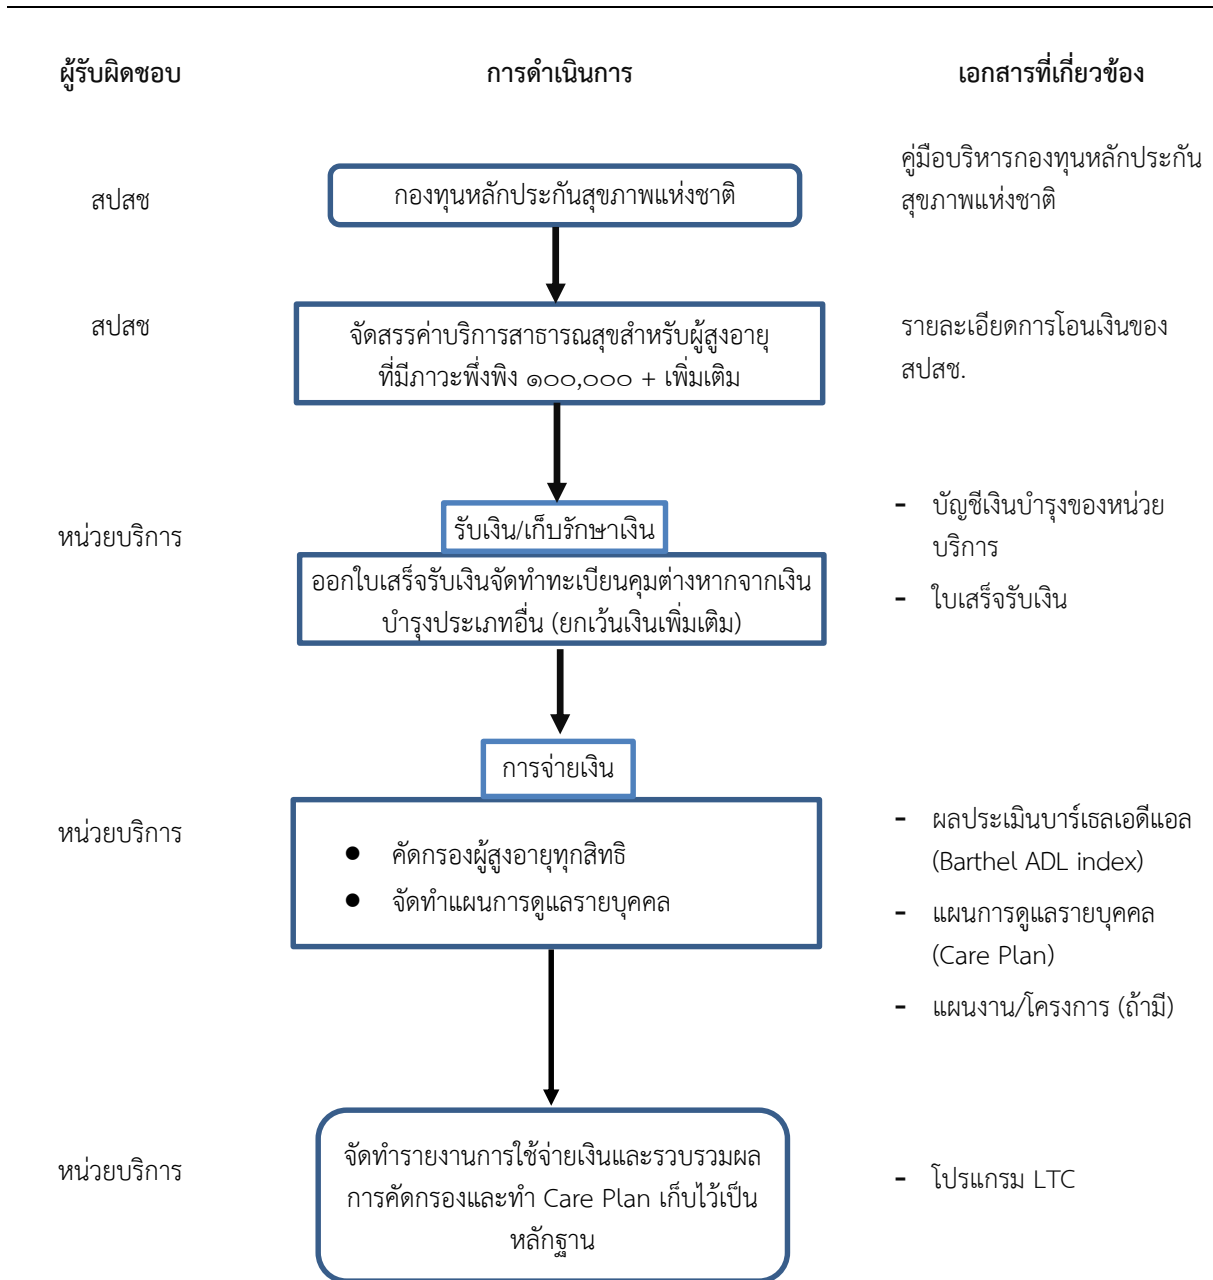 ผู้รับผิดชอบ
การดำเนินการ
เอกสารที่เกี่ยวข้อง
สปสช
กองทุนหลักประกันสุขภาพแห่งชาติ
คู่มือบริหารกองทุนหลักประกัน
สุขภาพแห่งชาติ
สปสช
จัดสรรค่าบริการสาธารณสุขสำหรับผู้สูงอายุ
ที่มีภาวะพึ่งพิง ๑๐๐,๐๐๐ + เพิ่มเติม
รายละเอียดการโอนเงินของ
สปสช.
หน่วยบริการ
รับเงิน/เก็บรักษาเงิน
ออกใบเสร็จรับเงินจัดทำทะเบียนคุมต่างหากจากเงิน
บำรุงประเภทอื่น (ยกเว้นเงินเพิ่มเติม)
- บัญชีเงินบำรุงของหน่วย
บริการ
- ใบเสร็จรับเงิน
หน่วยบริการ
การจ่ายเงิน
● คัดกรองผู้สูงอายุทุกสิทธิ
● จัดทำแผนการดูแลรายบุคคล
- ผลประเมินบาร์เธลเอดีแอล
(Barthel ADL index)
- แผนการดูแลรายบุคคล
(Care Plan)
- แผนงาน/โครงการ (ถ้ามี)
หน่วยบริการ
จัดทำรายงานการใช้จ่ายเงินและรวบรวมผล
การคัดกรองและทำ Care Plan เก็บไว้เป็น
หลักฐาน
- โปรแกรม LTC